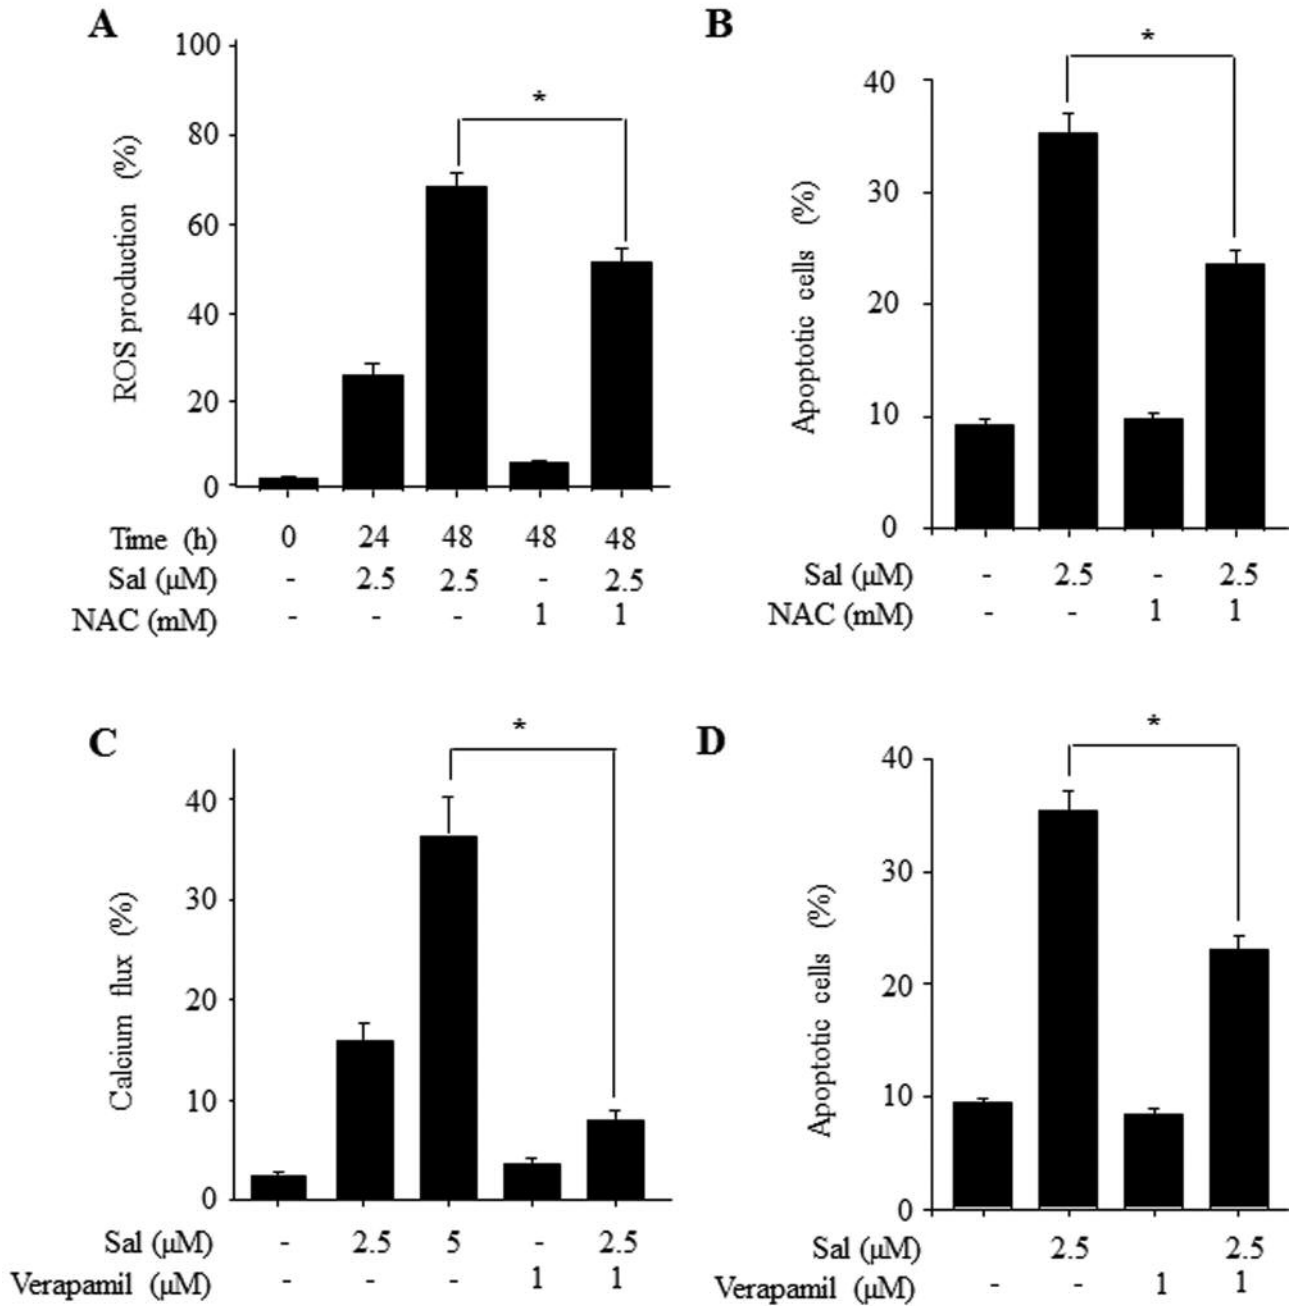 A
*
100
80
60
40
20
0
ROS production (%)
Time (h) 0 24 48 48 48
Sal (μM) - 2.5 2.5 - 2.5
NAC (mM) - - - 1 1
B
*
40
30
20
10
0
Apoptotic cells (%)
Sal (μM) - 2.5 - 2.5
NAC (mM) - - 1 1
C
*
40
30
20
10
0
Calcium flux (%)
Sal (μM) - 2.5 5 - 2.5
Verapamil (μM) - - - 1 1
D
*
40
30
20
10
0
Apoptotic cells (%)
Sal (μM) 2.5 2.5
Verapamil (μM) - - 1 1